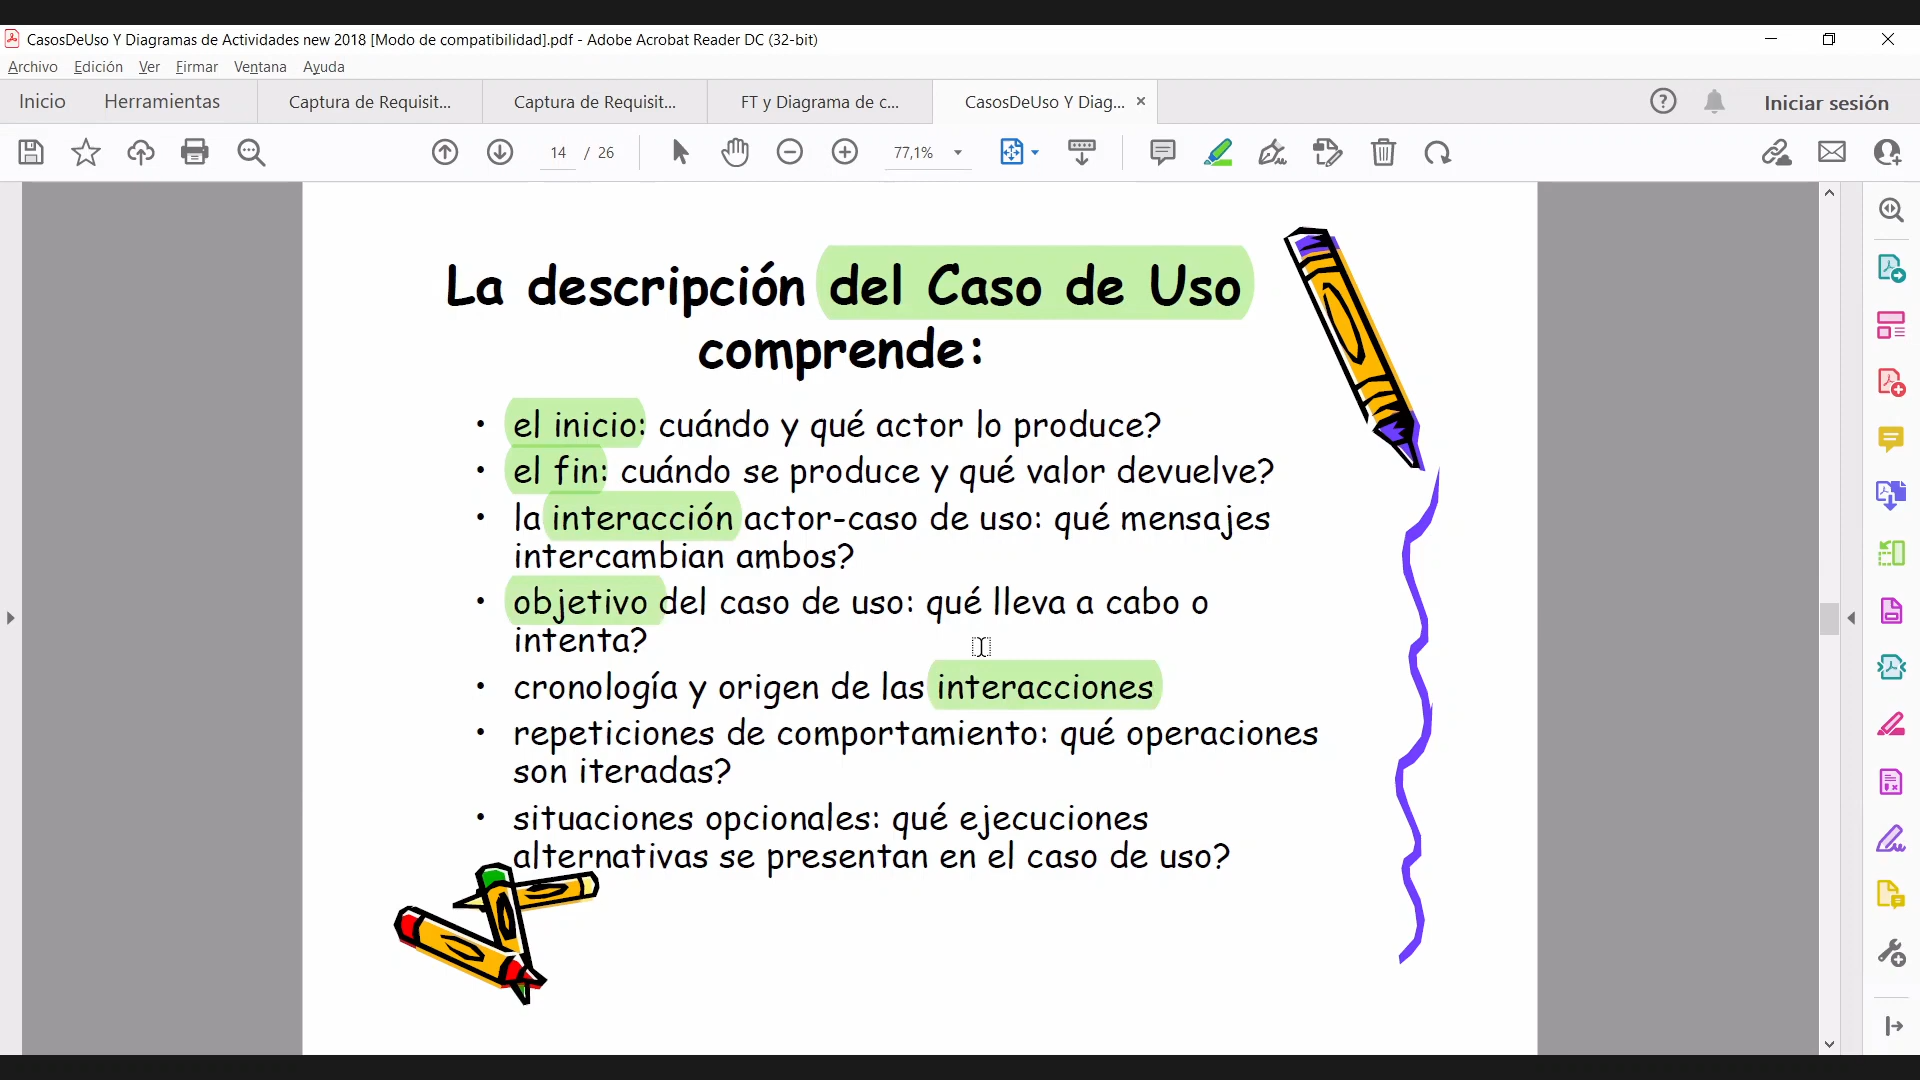 CasosDeUso Y Diagramas de Actividades new 2018 [Modo de compatibilidad].pdf - Adobe Acrobat Reader DC (32-bit)
Archivo Edición Ver Firmar Ventana Ayuda
Inicio Herramientas Captura de Requisit... Captura de Requisit... FT y Diagrama de c... CasosDeUso Y Diag... × Iniciar sesión
14 / 26 77,1%
La descripción del Caso de Uso
comprende:
• el inicio: cuándo y qué actor lo produce?
• el fin: cuándo se produce y qué valor devuelve?
• la interacción actor-caso de uso: qué mensajes
intercambian ambos?
• objetivo del caso de uso: qué lleva a cabo o
intenta?
• cronología y origen de las interacciones
• repeticiones de comportamiento: qué operaciones
son iteradas?
• situaciones opcionales: qué ejecuciones
alternativas se presentan en el caso de uso?